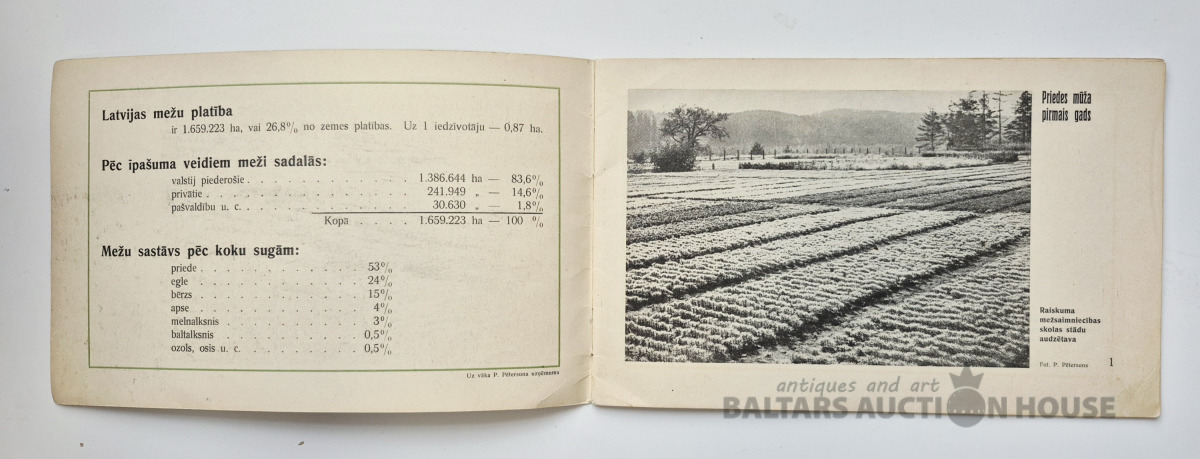 Latvijas mežu platība
ir 1.659.223 ha, vai 26,8% no zemes platības. Uz 1 iedzīvotāju — 0,87 ha.
Pēc īpašuma veidiem meži sadalās:
valstij piederošie . . . . . . . . . . . . 1.386.644 ha — 83,6%
privātie . . . . . . . . . . . . . . . 241.949 „ — 14,6%
pašvaldību u. c. . . . . . . . . . . . . 30.630 „ — 1,8%
Kopā . . . . 1.659.223 ha — 100 %
Mežu sastāvs pēc koku sugām:
priede . . . . . . . . . . . . 53%
egle . . . . . . . . . . . . 24%
bērzs . . . . . . . . . . . . 15%
apse . . . . . . . . . . . . 4%
melnalksnis . . . . . . . . . . 3%
baltalksnis . . . . . . . . . . 0,5%
ozols, osis u. c. . . . . . . . . 0,5%
Uz vāka P. Pētersona uzņēmums
Priedes mūža
pirmais gads
Raiskuma
mežsaimniecības
skolas stādu
audzētava
Fot. P. Pētersons 1
antiques and art
BALTARS AUCTION HOUSE